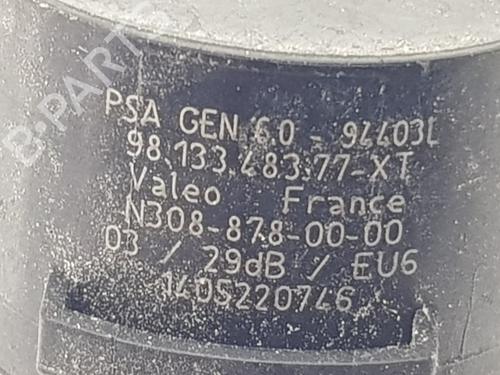 B-PARTS
PSA GEN 6.0 - 94403L
98.133.483.77-XT
Valeo France
N308-878-00-00
03 / 29dB / EU6
1405220746